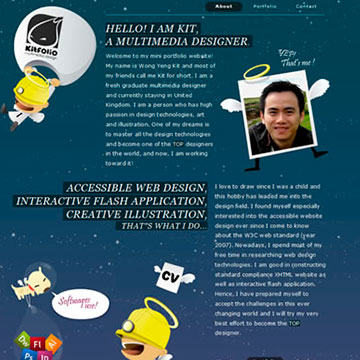 About
Portfolio
Contact
Kitfolio
HELLO! I AM KIT,
A MULTIMEDIA DESIGNER.
Welcome to my mini portfolio website!
My name is Wong Yeng Kit and most of
my friends call me Kit for short. I am a
fresh graduate multimedia designer
and currently staying in United
Kingdom. I am a person who has high
passion in design technologies, art
and illustration. One of my dreams is
to master all the design technologies
and become one of the TOP designers
in the world, and now, I am working
toward it!
YEP!
That's me!
ACCESSIBLE WEB DESIGN,
INTERACTIVE FLASH APPLICATION,
CREATIVE ILLUSTRATION,
THAT"S WHAT I DO...
I love to draw since I was a child and
this hobby has leaded me into the
design field. I found myself especially
interested into the accessible website
design ever since I come to know
about the W3C web standard (year
2007). Nowadays, I spend most of my
free time in researching web design
technologies. I am good in constructing
standard compliance XHTML website as
well as interactive flash application.
Hence, I have prepared myself to
accept the challenges in this ever
changing world and I will try my very
best effort to become the TOP
designer.
CV
Softwares
I use!
Dw
Fl
Ai
Ps
In